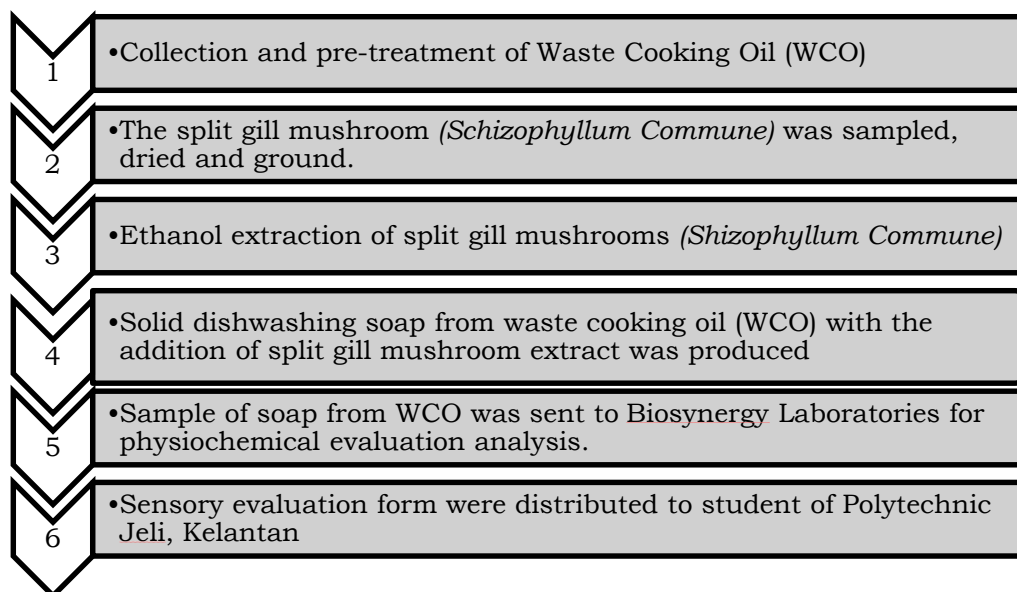 1
•Collection and pre-treatment of Waste Cooking Oil (WCO)
2
•The split gill mushroom (Schizophyllum Commune) was sampled,
dried and ground.
3
•Ethanol extraction of split gill mushrooms (Shizophyllum Commune)
4
•Solid dishwashing soap from waste cooking oil (WCO) with the
addition of split gill mushroom extract was produced
5
•Sample of soap from WCO was sent to Biosynergy Laboratories for
physiochemical evaluation analysis.
6
•Sensory evaluation form were distributed to student of Polytechnic
Jeli, Kelantan